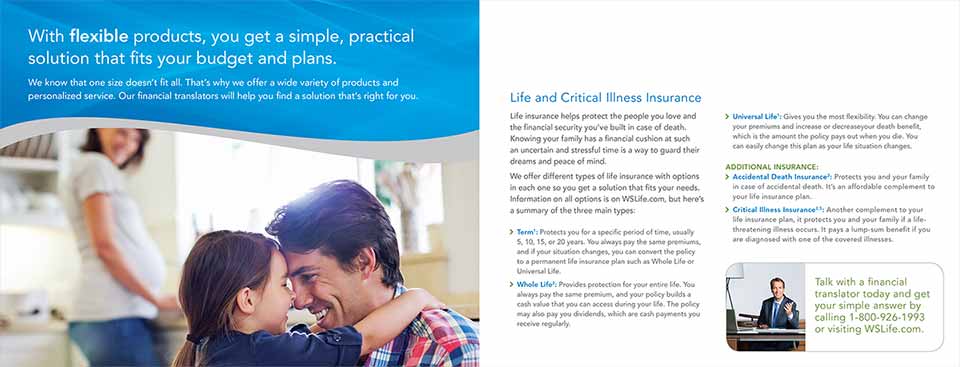 With flexible products, you get a simple, practical
solution that fits your budget and plans.
We know that one size doesn't fit all. That's why we offer a wide variety of products and
personalized service. Our financial translators will help you find a solution that's right for you.
Life and Critical Illness Insurance
Life insurance helps protect the people you love and
the financial security you've built in case of death.
Knowing your family has a financial cushion at such
an uncertain and stressful time is a way to guard their
dreams and peace of mind.
We offer different types of life insurance with options
in each one so you get a solution that fits your needs.
Information on all options is on WSLife.com, but here's
a summary of the three main types:
Term¹: Protects you for a specific period of time, usually
5, 10, 15, or 20 years. You always pay the same premiums,
and if your situation changes, you can convert the policy
to a permanent life insurance plan such as Whole Life or
Universal Life.
Whole Life²: Provides protection for your entire life. You
always pay the same premium, and your policy builds a
cash value that you can access during your life. The policy
may also pay you dividends, which are cash payments you
receive regularly.
Universal Life¹: Gives you the most flexibility. You can change
your premiums and increase or decreaseyour death benefit,
which is the amount the policy pays out when you die. You
can easily change this plan as your life situation changes.
ADDITIONAL INSURANCE:
Accidental Death Insurance²: Protects you and your family
in case of accidental death. It's an affordable complement to
your life insurance plan.
Critical Illness Insurance²˒³: Another complement to your
life insurance plan, it protects you and your family if a life-
threatening illness occurs. It pays a lump-sum benefit if you
are diagnosed with one of the covered illnesses.
Talk with a financial
translator today and get
your simple answer by
calling 1-800-926-1993
or visiting WSLife.com.